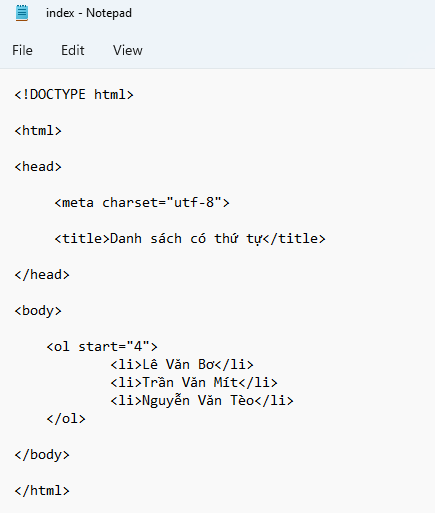 index - Notepad
File Edit View
<!DOCTYPE html>
<html>
<head>
<meta charset="utf-8">
<title>Danh sách có thứ tự</title>
</head>
<body>
<ol start="4">
<li>Lê Văn Bơ</li>
<li>Trần Văn Mít</li>
<li>Nguyễn Văn Tèo</li>
</ol>
</body>
</html>